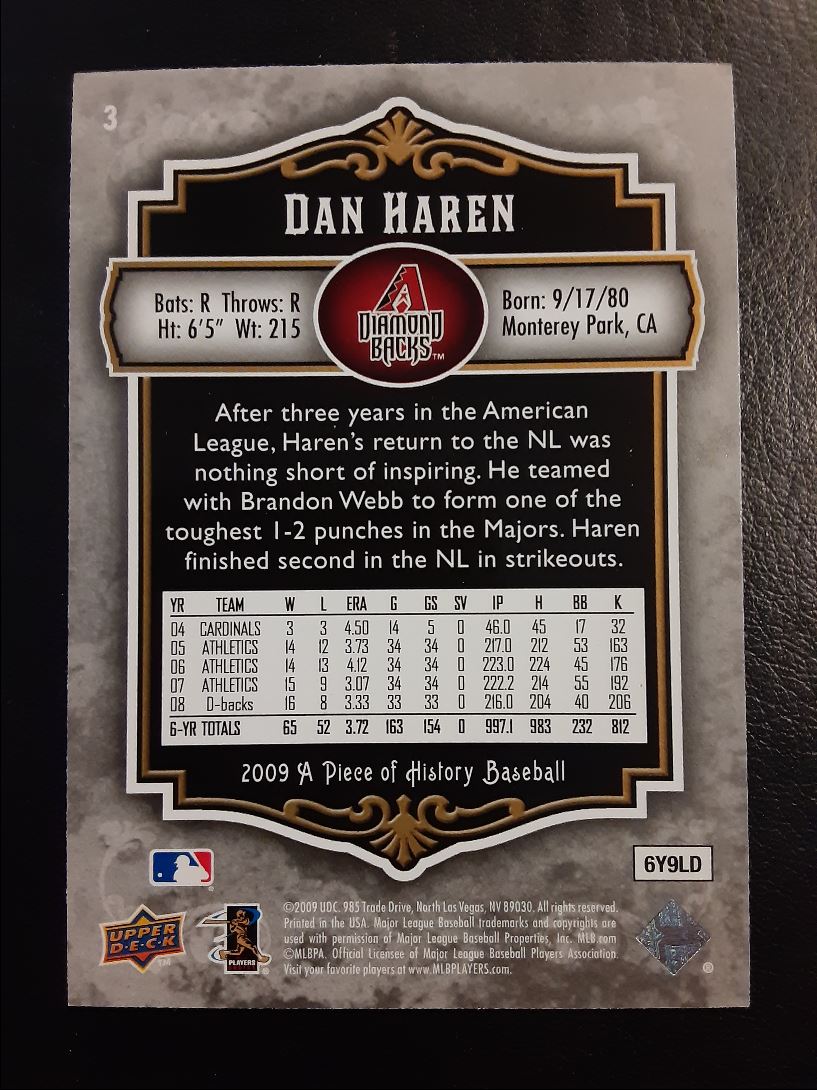 3
DAN HAREN
Bats: R Throws: R
Ht: 6'5" Wt: 215
DIAMOND
BACKS™
Born: 9/17/80
Monterey Park, CA
After three years in the American
League, Haren's return to the NL was
nothing short of inspiring. He teamed
with Brandon Webb to form one of the
toughest 1-2 punches in the Majors. Haren
finished second in the NL in strikeouts.
YR TEAM W L ERA G GS SV IP H BB K
04 CARDINALS 3 3 4.50 14 5 0 46.0 45 17 32
05 ATHLETICS 14 12 3.73 34 34 0 217.0 212 53 163
06 ATHLETICS 14 13 4.12 34 34 0 223.0 224 45 176
07 ATHLETICS 15 9 3.07 34 34 0 222.2 214 55 192
08 D-backs 16 8 3.33 33 33 0 216.0 204 40 206
6-YR TOTALS 65 52 3.72 163 154 0 997.1 983 232 812
2009 A Piece of History Baseball
6Y9LD
UPPER
D·E·C·K
™
PLAYERS
®
©2009 UDC. 985 Trade Drive, North Las Vegas, NV 89030. All rights reserved.
Printed in the USA. Major League Baseball trademarks and copyrights are
used with permission of Major League Baseball Properties, Inc. MLB.com
©MLBPA. Official Licensee of Major League Baseball Players Association.
Visit your favorite players at www.MLBPLAYERS.com.
®